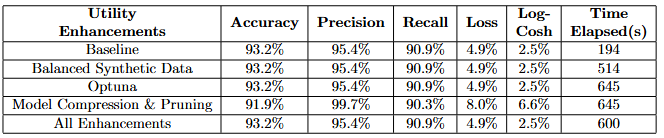 Utility Enhancements Accuracy Precision Recall Loss Log-Cosh Time Elapsed(s)
Baseline 93.2% 95.4% 90.9% 4.9% 2.5% 194
Balanced Synthetic Data 93.2% 95.4% 90.9% 4.9% 2.5% 514
Optuna 93.2% 95.4% 90.9% 4.9% 2.5% 645
Model Compression & Pruning 91.9% 99.7% 90.3% 8.0% 6.6% 645
All Enhancements 93.2% 95.4% 90.9% 4.9% 2.5% 600